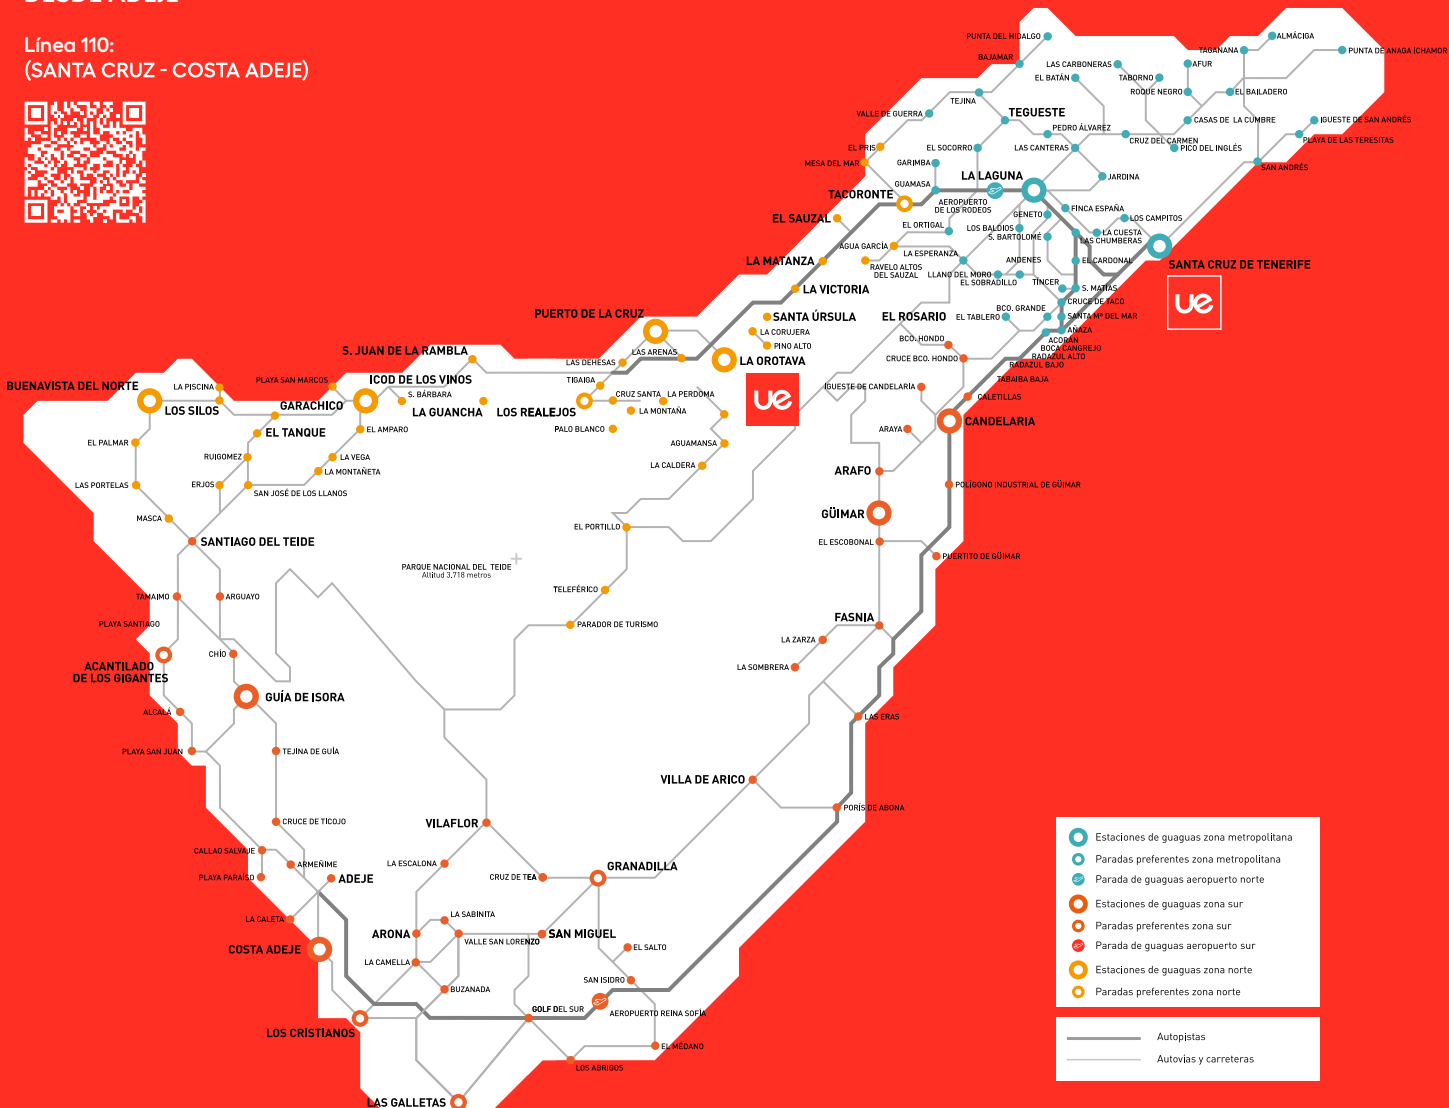 DESDE ADEJE
Línea 110:
(SANTA CRUZ - COSTA ADEJE)
PUNTA DEL HIDALGO
BAJAMAR
TEJINA
VALLE DE GUERRA
EL PRIS
MESA DEL MAR
TACORONTE
EL SAUZAL
LAS CARBONERAS
EL BATÁN
TABORNO
AFUR
ROQUE NEGRO
TAGANANA
ALMÁCIGA
PUNTA DE ANAGA (CHAMOR
EL BAILADERO
CASAS DE LA CUMBRE
IGUESTE DE SAN ANDRÉS
PLAYA DE LAS TERESITAS
SAN ANDRÉS
TEGUESTE
PEDRO ÁLVAREZ
CRUZ DEL CARMEN
PICO DEL INGLÉS
EL SOCORRO
LAS CANTERAS
GARIMBA
GUAMASA
LA LAGUNA
JARDINA
AEROPUERTO
DE LOS RODEOS
GENETO
FINCA ESPAÑA
LOS CAMPITOS
LA CUESTA
LAS CHUMBERAS
EL ORTIGAL
LOS BALDIOS
S. BARTOLOMÉ
AGUA GARCÍA
LA ESPERANZA
ANDENES
EL CARDONAL
SANTA CRUZ DE TENERIFE
ue
LA MATANZA
RAVELO ALTOS
DEL SAUZAL
LLANO DEL MORO
EL SOBRADILLO
TÍNCER
S. MATÍAS
CRUCE DE TACO
LA VICTORIA
BCO. GRANDE
EL TABLERO
SANTA Mª DEL MAR
AÑAZA
ACORÁN
BOCA CANGREJO
RADAZUL ALTO
RADAZUL BAJO
TABAIBA BAJA
CALETILLAS
SANTA ÚRSULA
LA CORUJERA
PINO ALTO
EL ROSARIO
BCO. HONDO
CRUCE BCO. HONDO
PUERTO DE LA CRUZ
LAS ARENAS
LA OROTAVA
ue
S. JUAN DE LA RAMBLA
LAS DEHESAS
TIGAIGA
CRUZ SANTA
LA PERDOMA
LA MONTAÑA
LOS REALEJOS
PALO BLANCO
AGUAMANSA
LA CALDERA
BUENAVISTA DEL NORTE
LA PISCINA
LOS SILOS
PLAYA SAN MARCOS
ICOD DE LOS VINOS
S. BÁRBARA
LA GUANCHA
GARACHICO
EL TANQUE
EL AMPARO
EL PALMAR
RUIGOMEZ
LA VEGA
LA MONTAÑETA
LAS PORTELAS
ERJOS
SAN JOSÉ DE LOS LLANOS
MASCA
SANTIAGO DEL TEIDE
IGUESTE DE CANDELARÍA
ARAYA
CANDELARIA
ARAFO
POLÍGONO INDUSTRIAL DE GÜIMAR
GÜIMAR
EL PORTILLO
EL ESCOBONAL
PUERTITO DE GÜIMAR
PARQUE NACIONAL DEL TEIDE
Altitud 3,718 metros
TELEFÉRICO
PARADOR DE TURISMO
TAMAIMO
ARGUAYO
PLAYA SANTIAGO
CHÍO
ACANTILADO
DE LOS GIGANTES
GUÍA DE ISORA
ALCALÁ
PLAYA SAN JUAN
TEJINA DE GUÍA
FASNIA
LA ZARZA
LA SOMBRERA
LAS ERAS
VILLA DE ARICO
PORÍS DE ABONA
CRUCE DE TICOJO
CALLAO SALVAJE
ARMEÑIME
PLAYA PARAÍSO
ADEJE
LA CALETA
COSTA ADEJE
VILAFLOR
LA ESCALONA
CRUZ DE TEA
GRANADILLA
LA SABINITA
ARONA
VALLE SAN LORENZO
SAN MIGUEL
LA CAMELLA
BUZANADA
EL SALTO
SAN ISIDRO
GOLF DEL SUR
AEROPUERTO REINA SOFÍA
LOS CRISTIANOS
EL MÉDANO
LOS ABRIGOS
LAS GALLETAS
Estaciones de guaguas zona metropolitana
Paradas preferentes zona metropolitana
Parada de guaguas aeropuerto norte
Estaciones de guaguas zona sur
Paradas preferentes zona sur
Parada de guaguas aeropuerto sur
Estaciones de guaguas zona norte
Paradas preferentes zona norte
Autopistas
Autovias y carreteras